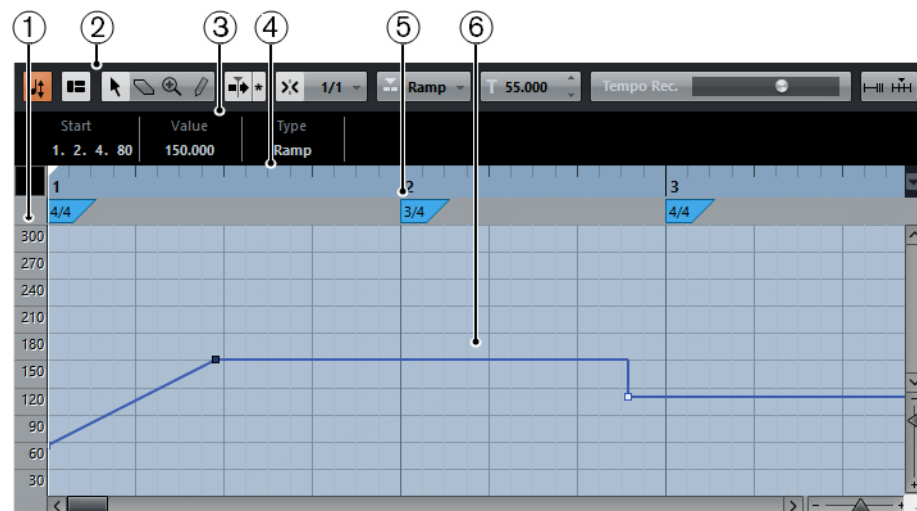 1 2 3 4 5 6
* 1/1 Ramp T 55.000 Tempo Rec.
Start Value Type
1. 2. 4. 80 150.000 Ramp
1 2 3
4/4 3/4 4/4
300
270
240
210
180
150
120
90
60
30